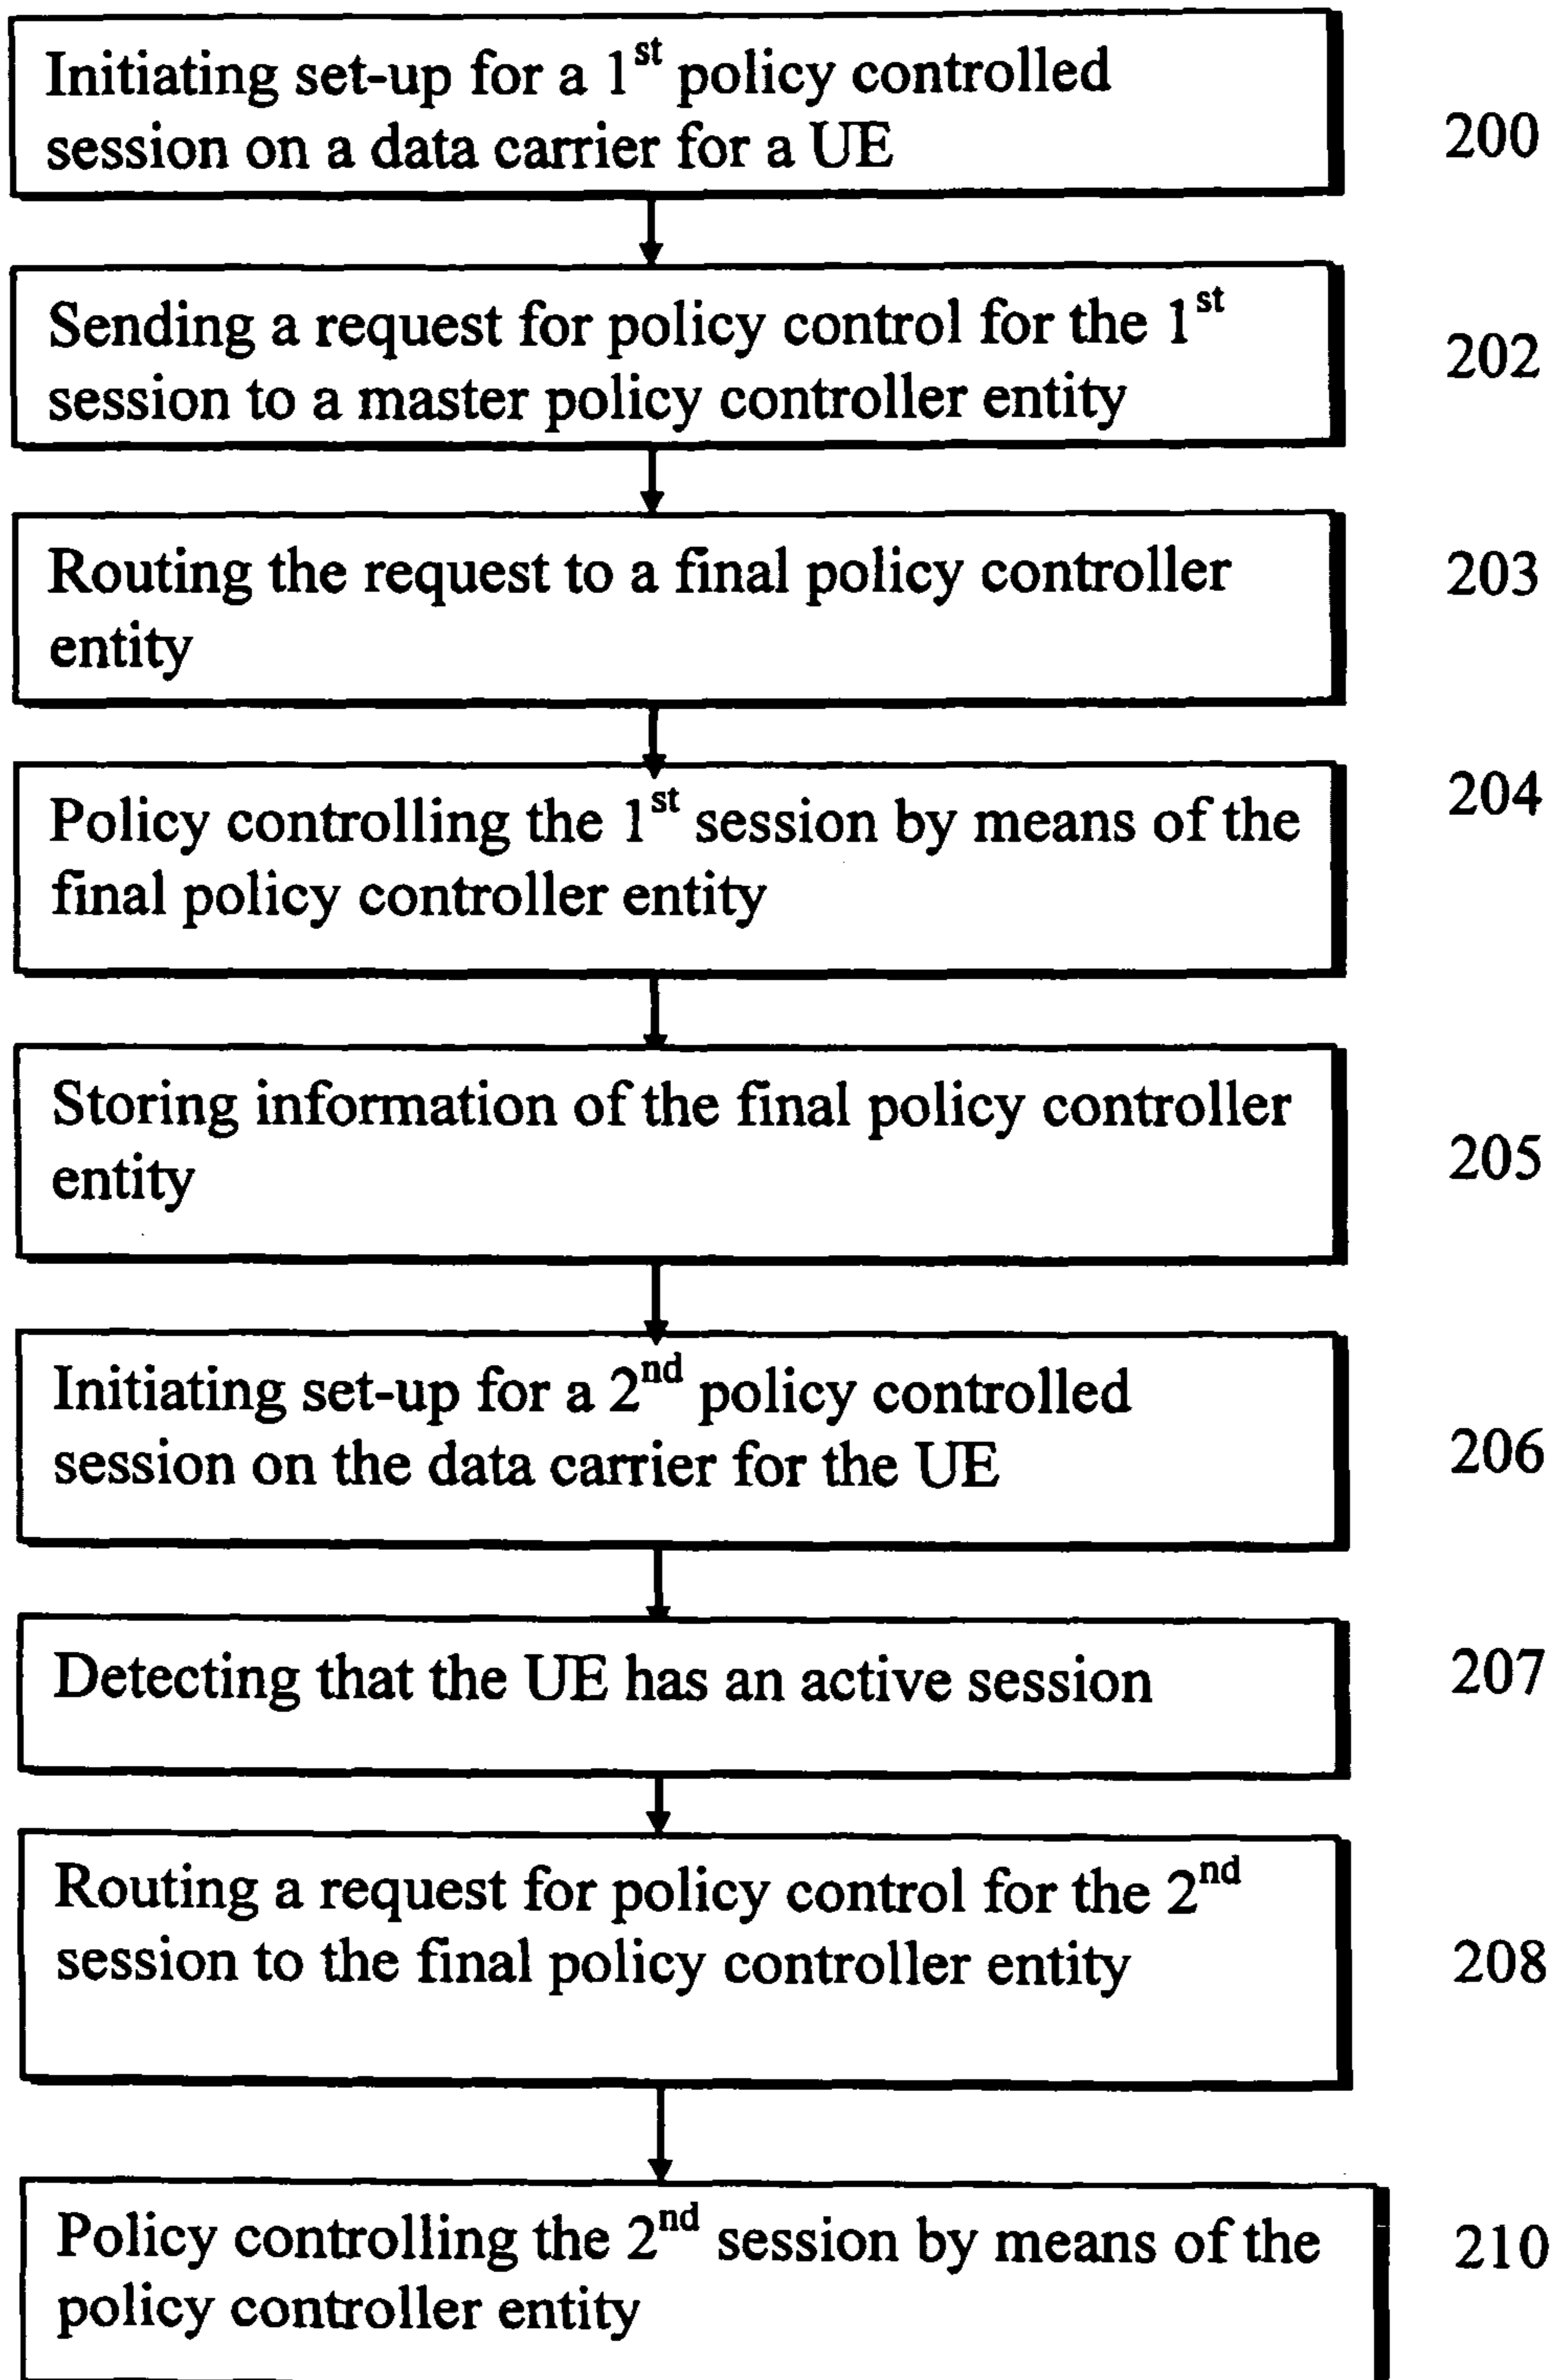 Initiating set-up for a 1st policy controlled
session on a data carrier for a UE
200
Sending a request for policy control for the 1st
session to a master policy controller entity
202
Routing the request to a final policy controller
entity
203
Policy controlling the 1st session by means of the
final policy controller entity
204
Storing information of the final policy controller
entity
205
Initiating set-up for a 2nd policy controlled
session on the data carrier for the UE
206
Detecting that the UE has an active session
207
Routing a request for policy control for the 2nd
session to the final policy controller entity
208
Policy controlling the 2nd session by means of the
policy controller entity
210